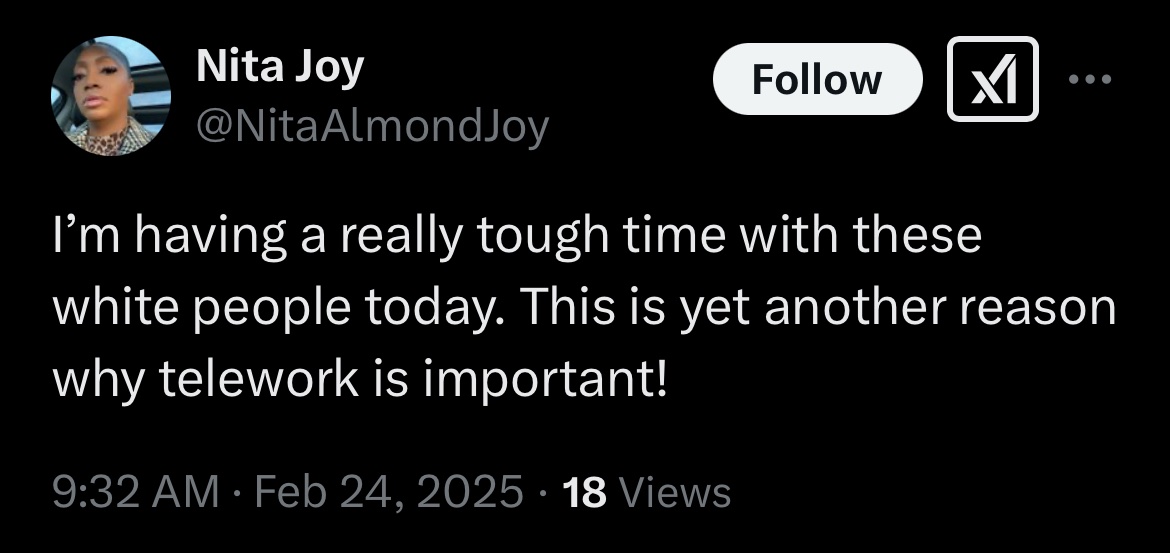 Nita Joy
@NitaAlmondJoy
Follow
I’m having a really tough time with these
white people today. This is yet another reason
why telework is important!
9:32 AM · Feb 24, 2025 · 18 Views